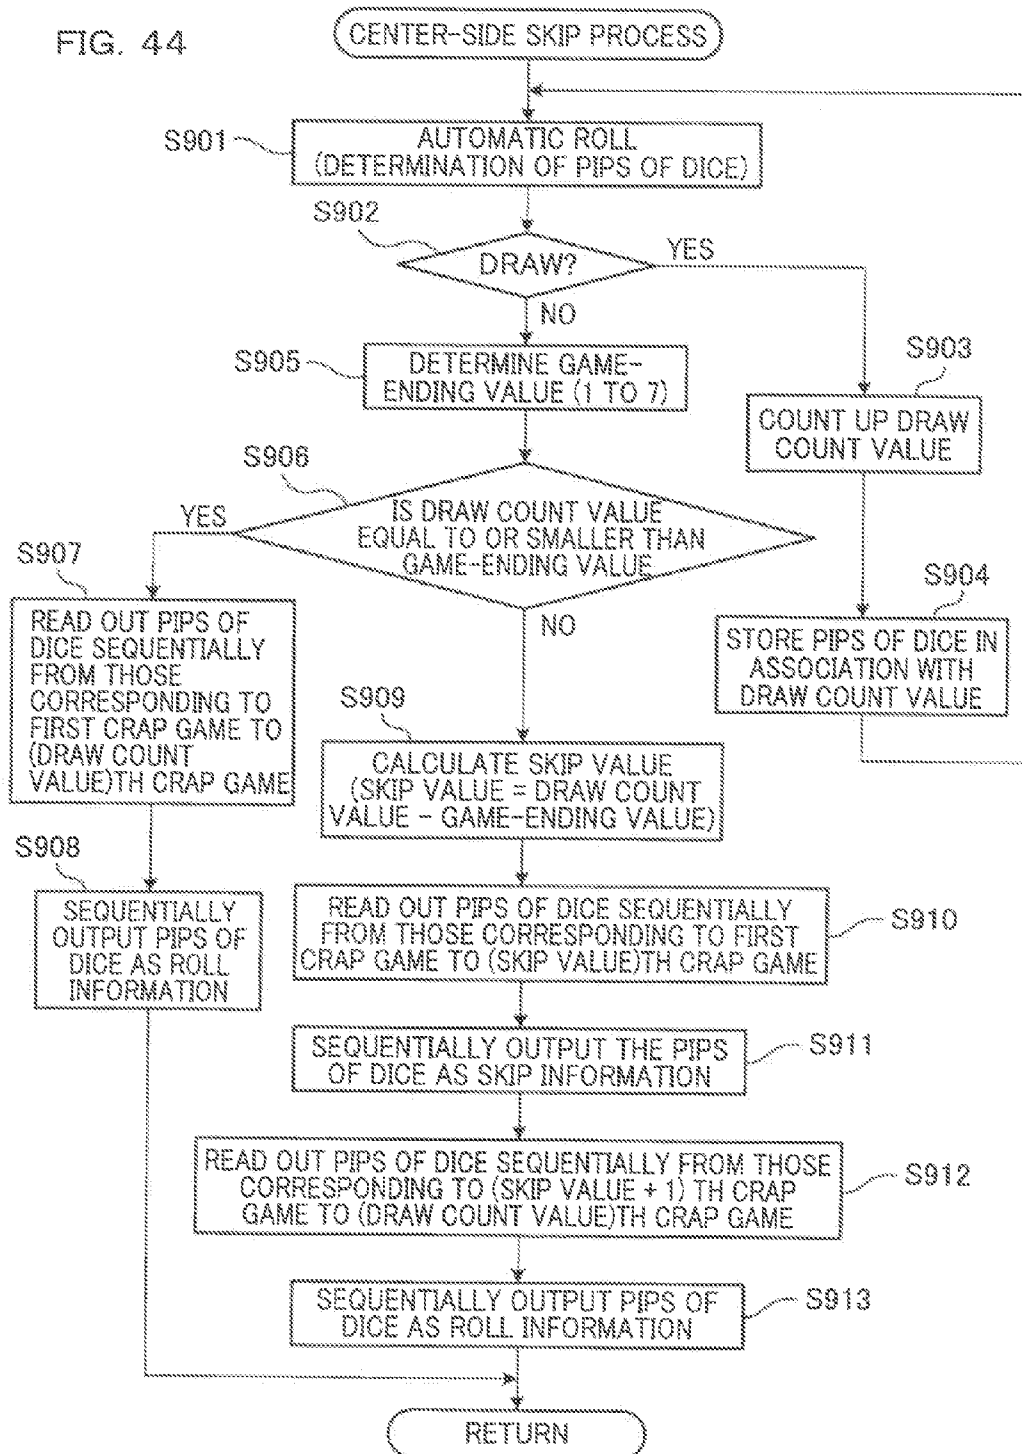 FIG. 44
CENTER-SIDE SKIP PROCESS
S901
AUTOMATIC ROLL
(DETERMINATION OF PIPS OF DICE)
S902
DRAW?
YES
NO
S903
COUNT UP DRAW
COUNT VALUE
S904
STORE PIPS OF DICE IN
ASSOCIATION WITH
DRAW COUNT VALUE
S905
DETERMINE GAME-
ENDING VALUE (1 TO 7)
S906
IS DRAW COUNT VALUE
EQUAL TO OR SMALLER THAN
GAME-ENDING VALUE
YES
NO
S907
READ OUT PIPS OF
DICE SEQUENTIALLY
FROM THOSE
CORRESPONDING TO
FIRST CRAP GAME TO
(DRAW COUNT
VALUE)TH CRAP GAME
S908
SEQUENTIALLY
OUTPUT PIPS OF
DICE AS ROLL
INFORMATION
S909
CALCULATE SKIP VALUE
(SKIP VALUE = DRAW COUNT
VALUE - GAME-ENDING VALUE)
S910
READ OUT PIPS OF DICE SEQUENTIALLY
FROM THOSE CORRESPONDING TO FIRST
CRAP GAME TO (SKIP VALUE)TH CRAP GAME
S911
SEQUENTIALLY OUTPUT THE PIPS
OF DICE AS SKIP INFORMATION
S912
READ OUT PIPS OF DICE SEQUENTIALLY FROM THOSE
CORRESPONDING TO (SKIP VALUE + 1) TH CRAP
GAME TO (DRAW COUNT VALUE)TH CRAP GAME
S913
SEQUENTIALLY OUTPUT PIPS OF
DICE AS ROLL INFORMATION
RETURN